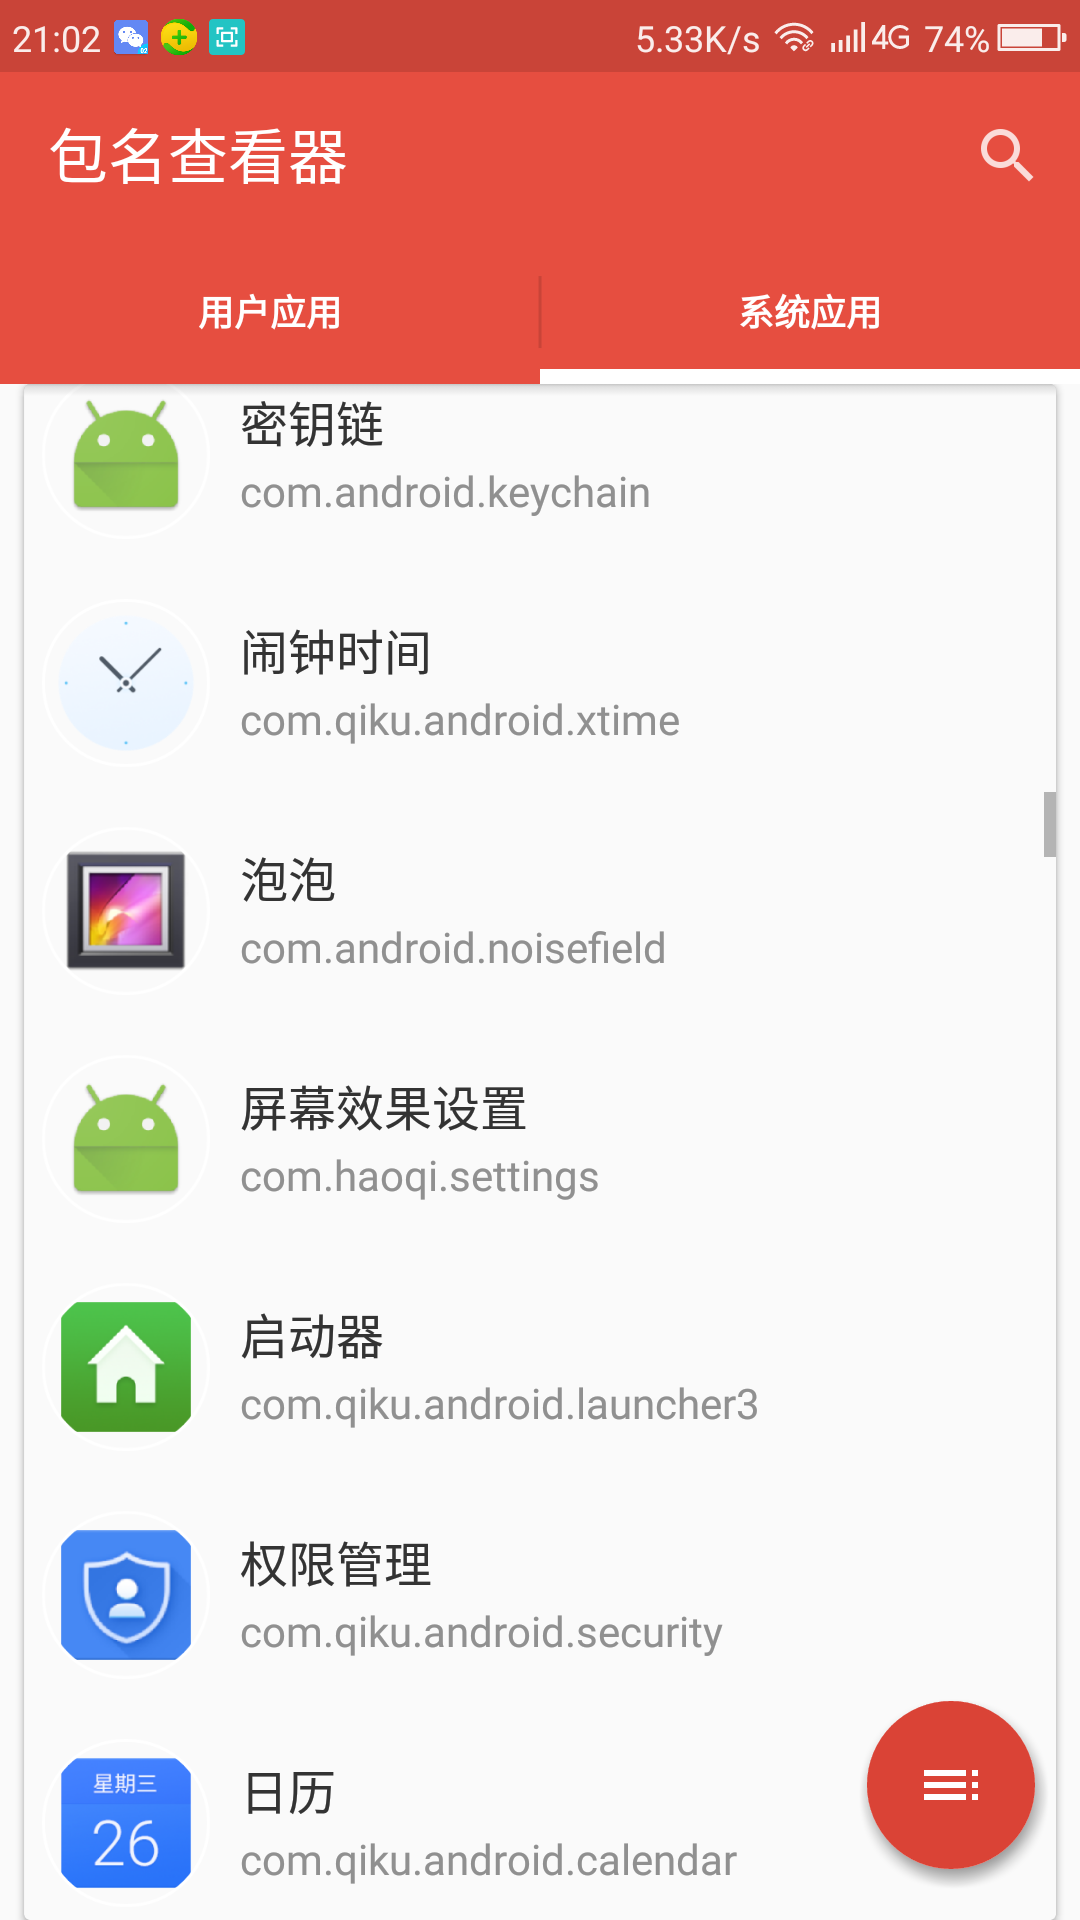 21:02 5.33K/s 4G 74%
包名查看器
用户应用 系统应用
密钥链
com.android.keychain
闹钟时间
com.qiku.android.xtime
泡泡
com.android.noisefield
屏幕效果设置
com.haoqi.settings
启动器
com.qiku.android.launcher3
权限管理
com.qiku.android.security
星期三
26
日历
com.qiku.android.calendar